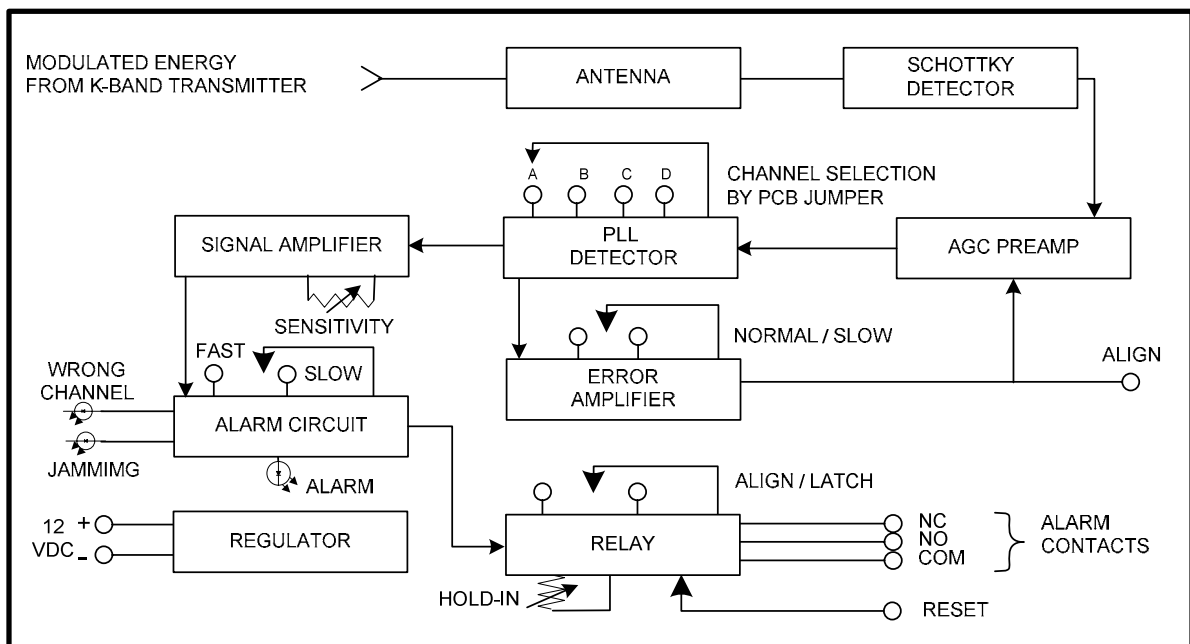 MODULATED ENERGY
FROM K-BAND TRANSMITTER
ANTENNA
SCHOTTKY
DETECTOR
A B C D
CHANNEL SELECTION
BY PCB JUMPER
SIGNAL AMPLIFIER
PLL
DETECTOR
AGC PREAMP
SENSITIVITY
NORMAL / SLOW
FAST
SLOW
WRONG
CHANNEL
ERROR
AMPLIFIER
ALIGN
ALARM CIRCUIT
JAMMIMG
ALARM
ALIGN / LATCH
12 +
VDC -
REGULATOR
RELAY
NC
NO
COM
ALARM
CONTACTS
HOLD-IN
RESET